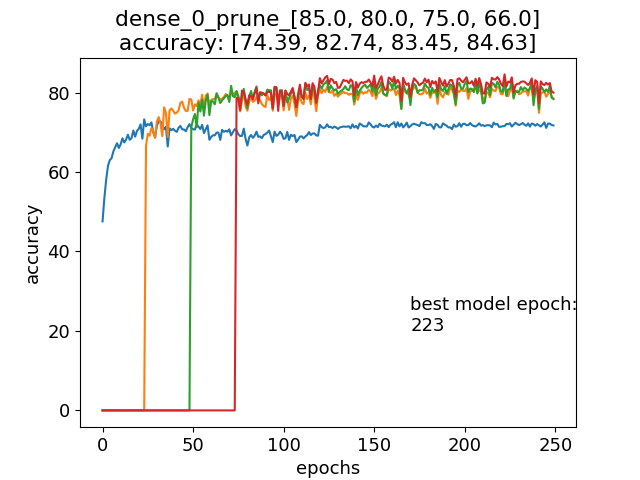 dense_0_prune_[85.0, 80.0, 75.0, 66.0]
accuracy: [74.39, 82.74, 83.45, 84.63]
80
60
40
20
0
accuracy
best model epoch:
223
0 50 100 150 200 250
epochs